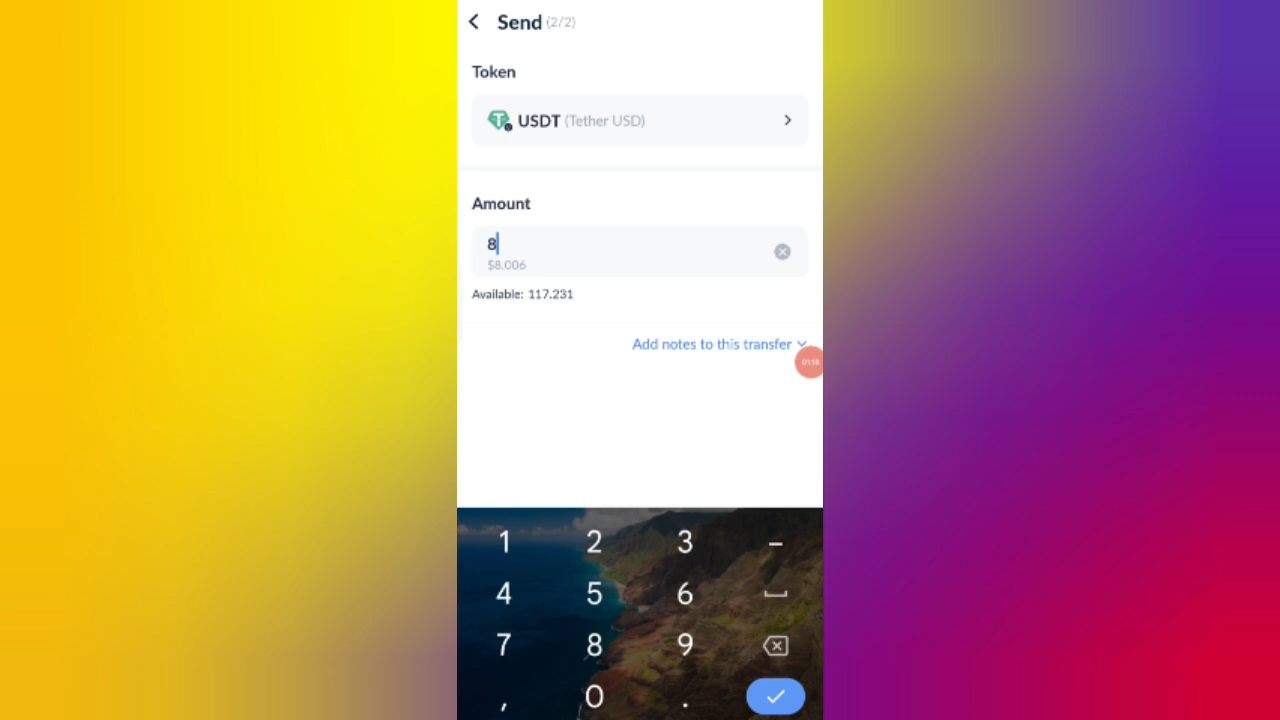 Send (2/2)
Token
USDT (Tether USD)
Amount
8
$8.006
Available: 117.231
Add notes to this transfer
1 2 3 –
4 5 6
7 8 9
, 0 .